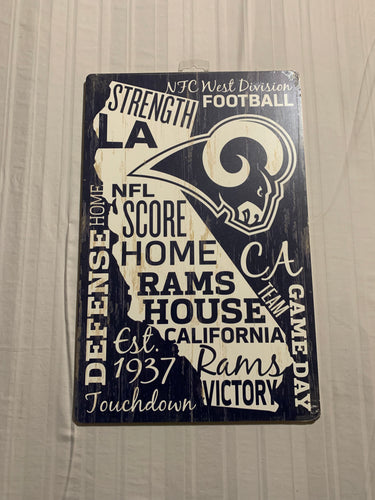 NFC West Division
FOOTBALL
STRENGTH
LA
NFL
SCORE
HOME
HOME
DEFENSE
RAMS
HOUSE
CA
TEAM
GAME DAY
CALIFORNIA
Est.
1937
Rams
VICTORY
Touchdown